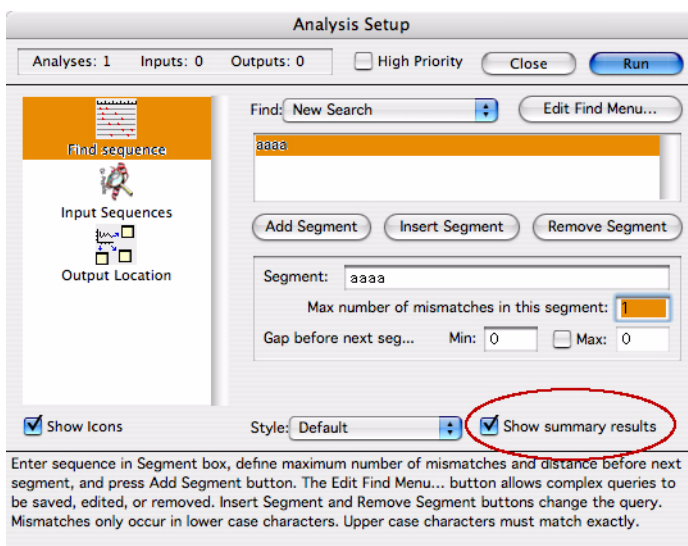 Analysis Setup
Analyses: 1 Inputs: 0 Outputs: 0 High Priority Close Run
Find: New Search Edit Find Menu...
Find sequence
aaaa
Input Sequences
Add Segment Insert Segment Remove Segment
Output Location
Segment: aaaa
Max number of mismatches in this segment: 1
Gap before next seg... Min: 0 Max: 0
Show Icons Style: Default Show summary results
Enter sequence in Segment box, define maximum number of mismatches and distance before next
segment, and press Add Segment button. The Edit Find Menu... button allows complex queries to
be saved, edited, or removed. Insert Segment and Remove Segment buttons change the query.
Mismatches only occur in lower case characters. Upper case characters must match exactly.